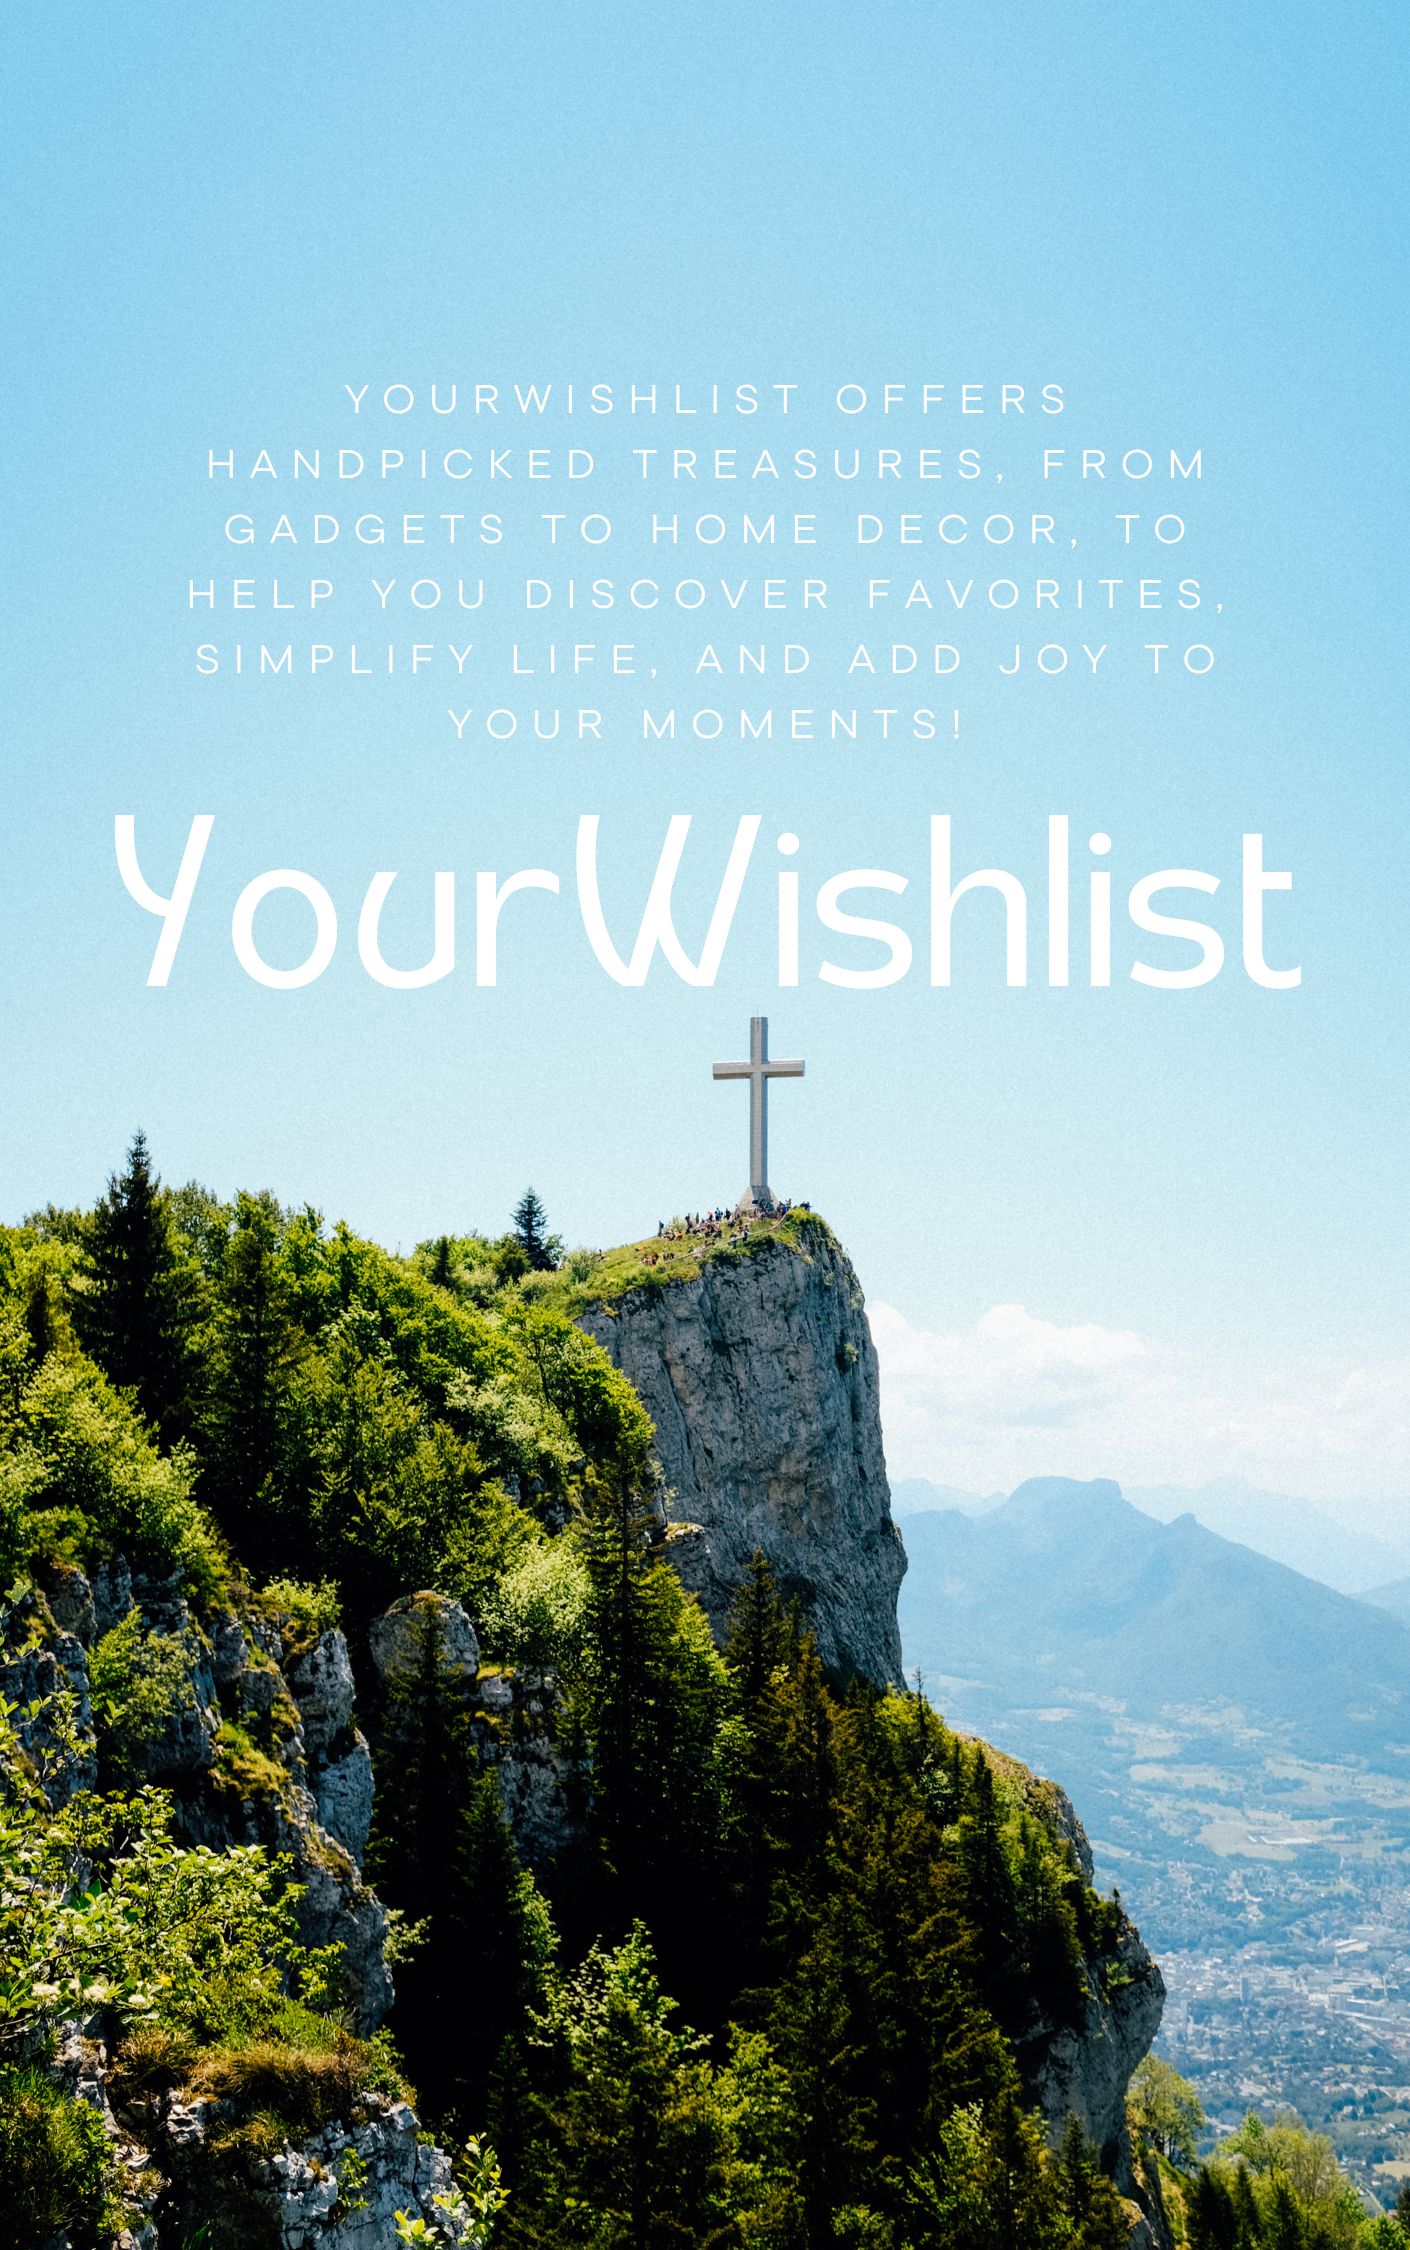 YOURWISHLIST OFFERS
HANDPICKED TREASURES, FROM
GADGETS TO HOME DECOR, TO
HELP YOU DISCOVER FAVORITES,
SIMPLIFY LIFE, AND ADD JOY TO
YOUR MOMENTS!
YourWishlist